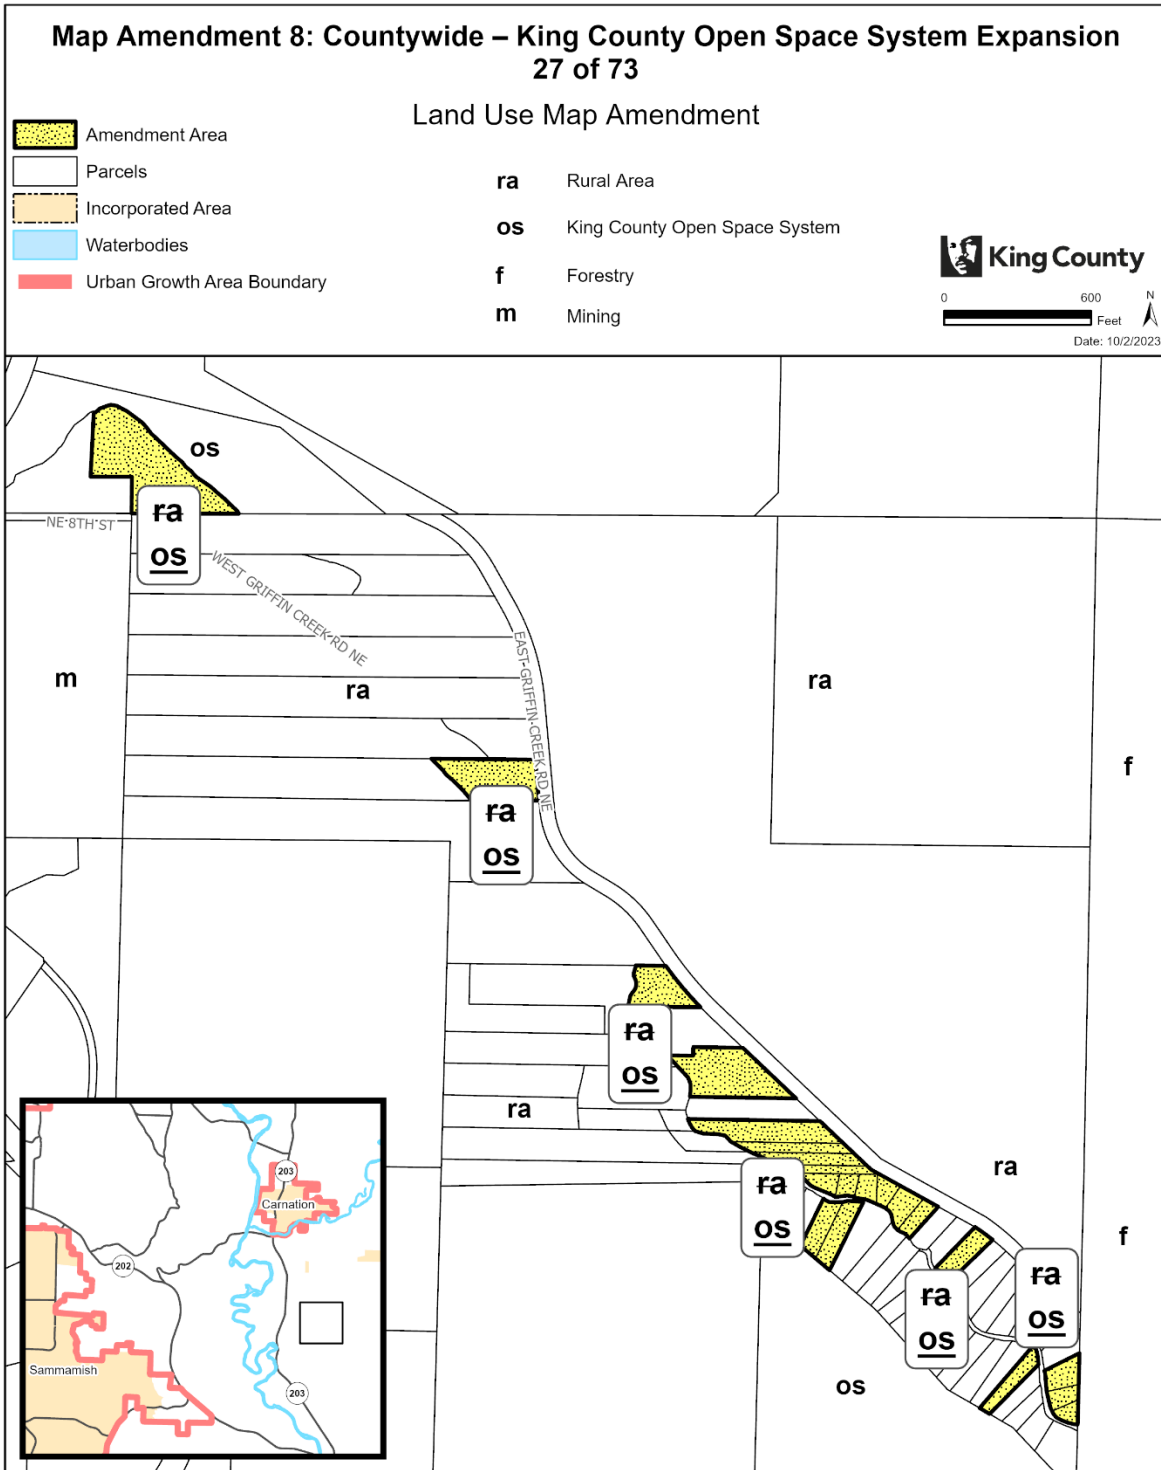 Map Amendment 8: Countywide – King County Open Space System Expansion
27 of 73
Land Use Map Amendment
Amendment Area
Parcels
Incorporated Area
Waterbodies
Urban Growth Area Boundary
ra Rural Area
os King County Open Space System
f Forestry
m Mining
King County
0 600
Feet
N
Date: 10/2/2023
os
ra
os
NE 8TH ST
WEST GRIFFIN CREEK RD NE
EAST GRIFFIN CREEK RD NE
m
ra
ra
f
ra
os
ra
os
ra
ra
ra
os
f
ra
os
ra
os
os
203
Carnation
202
Sammamish
203